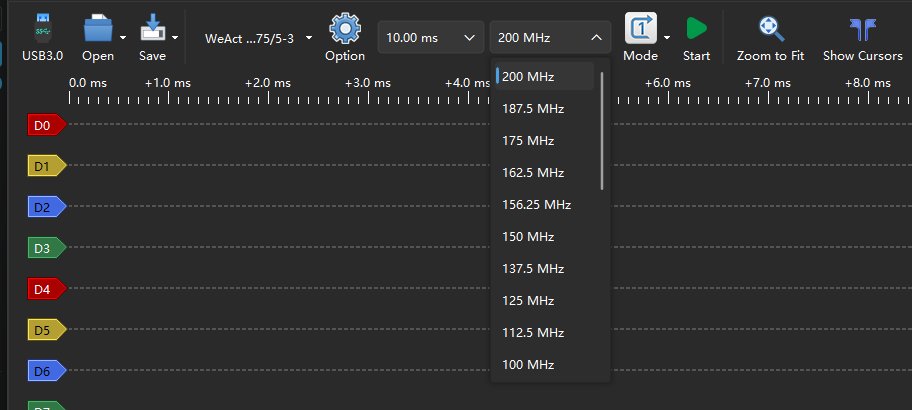 USB3.0 Open Save WeAct ...75/5-3 Option 10.00 ms 200 MHz Mode Start Zoom to Fit Show Cursors
0.0 ms +1.0 ms +2.0 ms +3.0 ms +4.0 ms +6.0 ms +7.0 ms +8.0 ms
200 MHz
187.5 MHz
175 MHz
162.5 MHz
156.25 MHz
150 MHz
137.5 MHz
125 MHz
112.5 MHz
100 MHz
D0
D1
D2
D3
D4
D5
D6